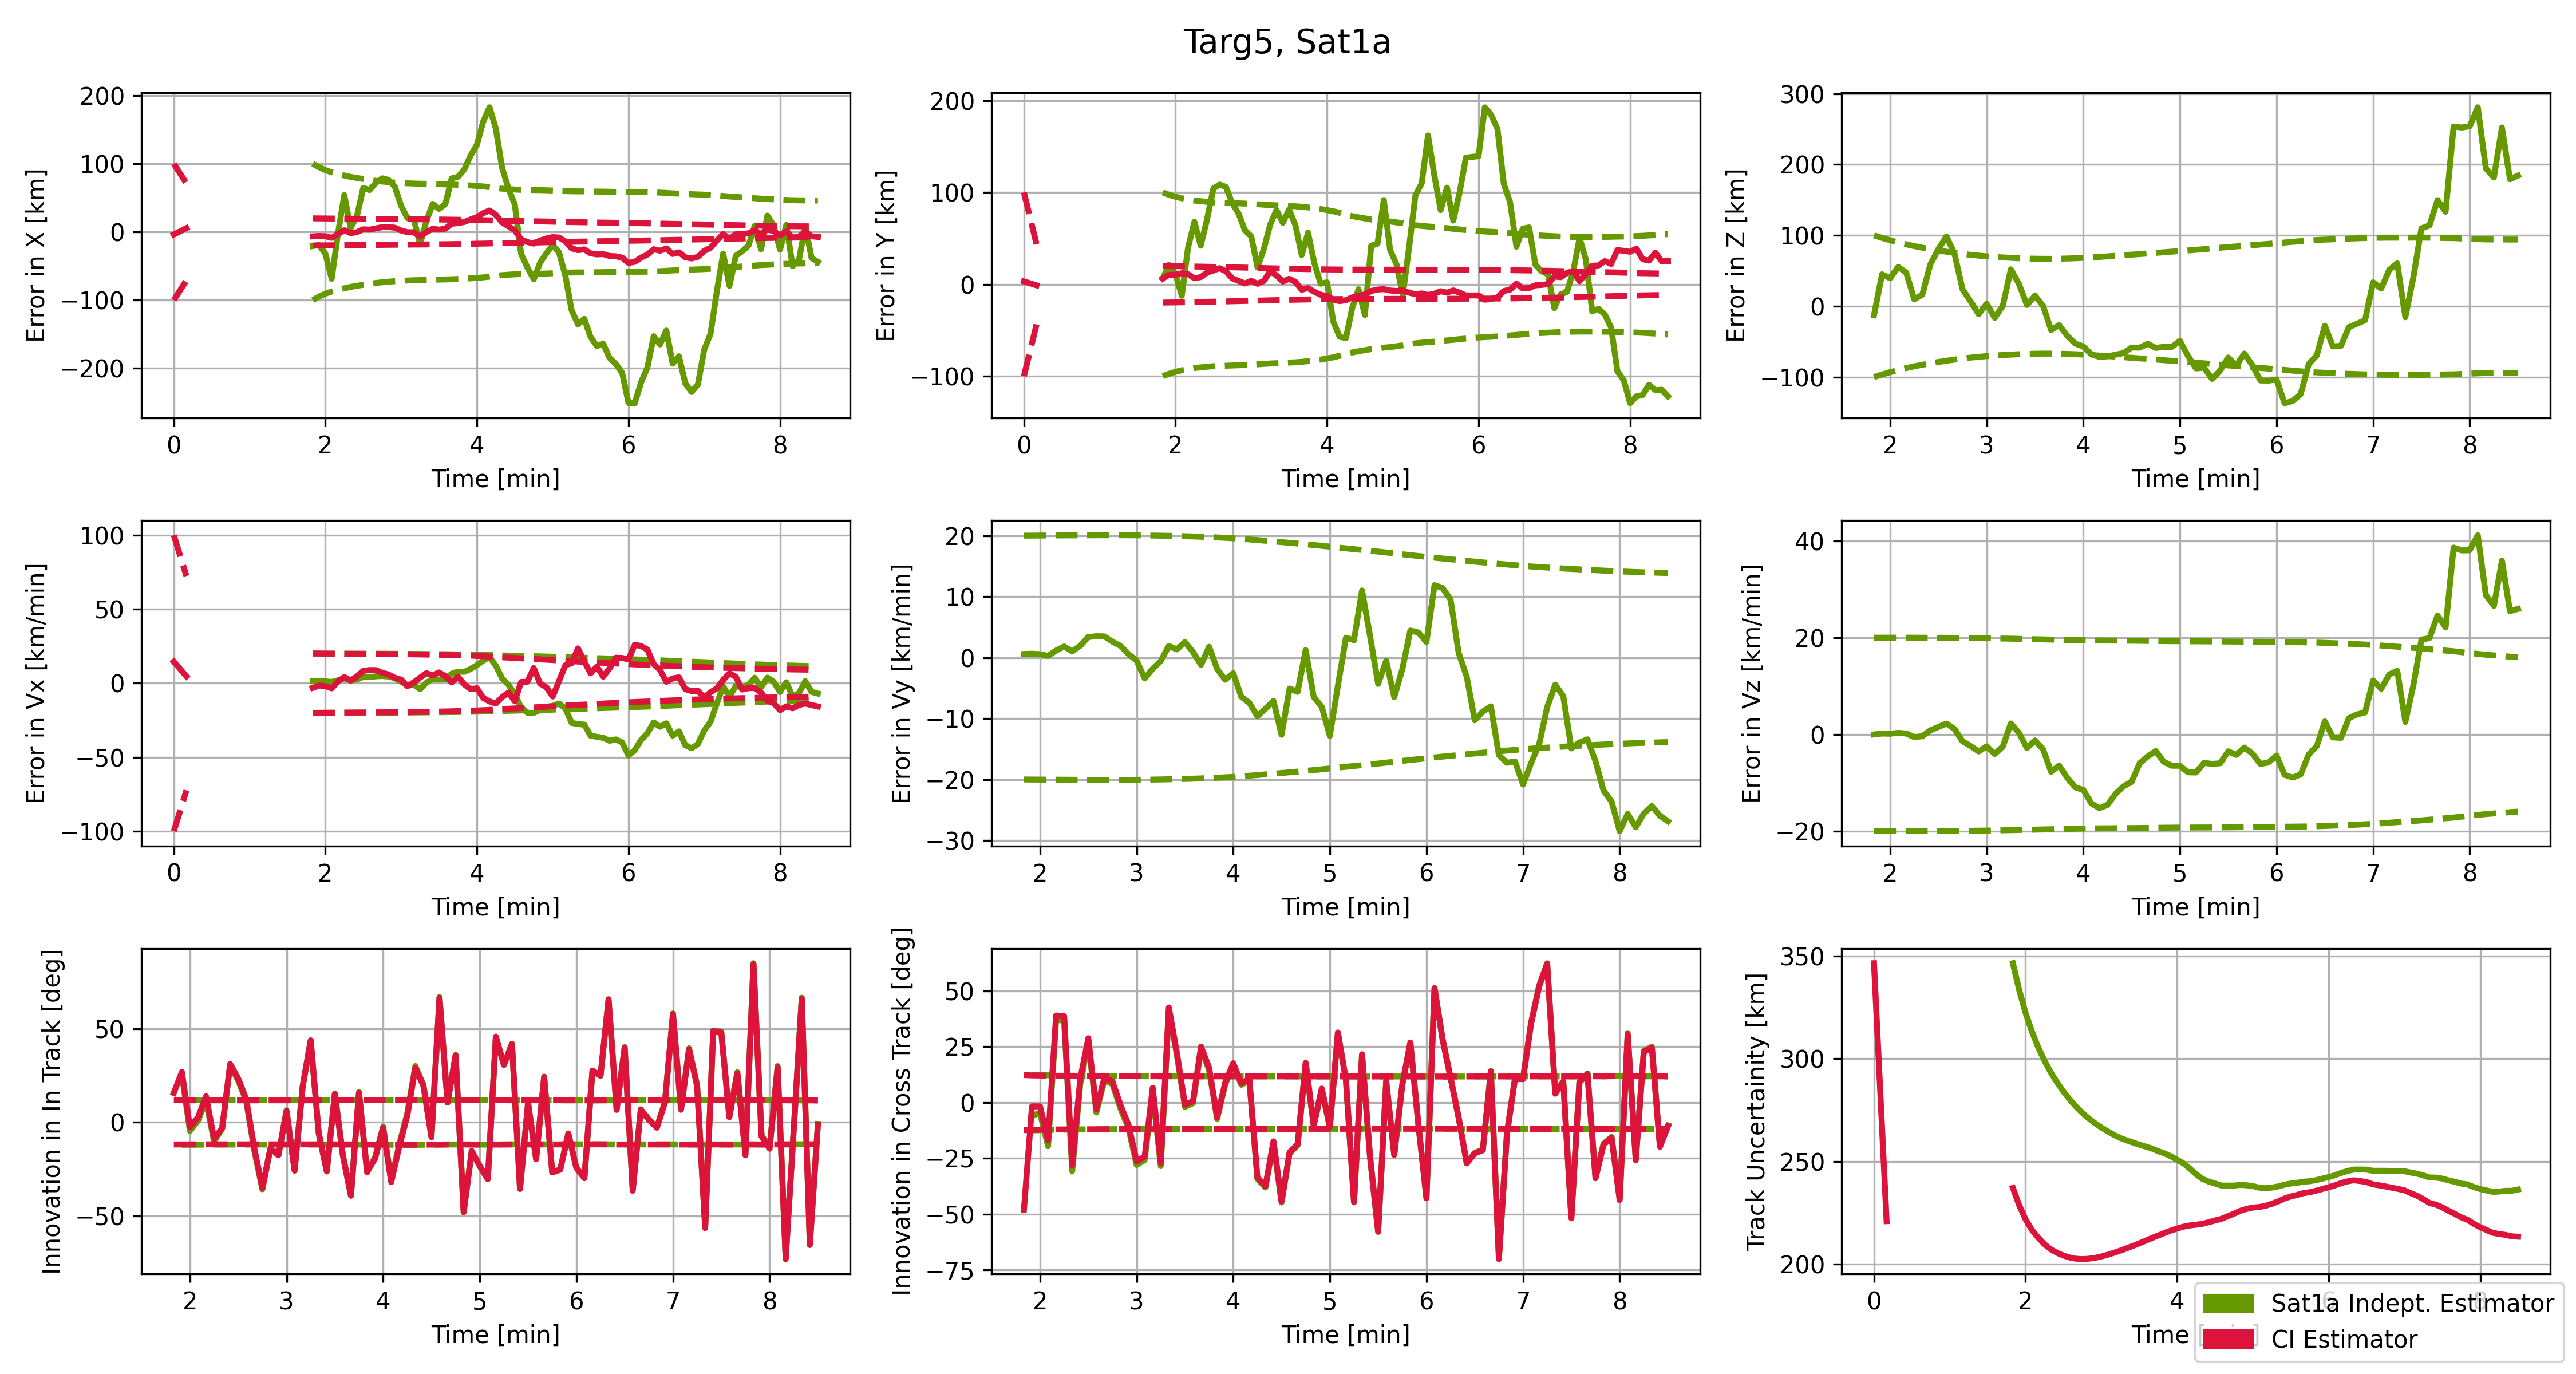 Targ5, Sat1a
200
100
0
−100
−200
Error in X [km]
0 2 4 6 8
Time [min]
200
100
0
−100
Error in Y [km]
0 2 4 6 8
Time [min]
300
200
100
0
−100
Error in Z [km]
2 3 4 5 6 7 8
Time [min]
100
50
0
−50
−100
Error in Vx [km/min]
0 2 4 6 8
Time [min]
20
10
0
−10
−20
−30
Error in Vy [km/min]
2 3 4 5 6 7 8
Time [min]
40
20
0
−20
Error in Vz [km/min]
2 3 4 5 6 7 8
Time [min]
50
0
−50
Innovation in In Track [deg]
2 3 4 5 6 7 8
Time [min]
50
25
0
−25
−50
−75
Innovation in Cross Track [deg]
2 3 4 5 6 7 8
Time [min]
350
300
250
200
Track Uncertainity [km]
0 2 4 6 8
Time
Sat1a Indept. Estimator
CI Estimator